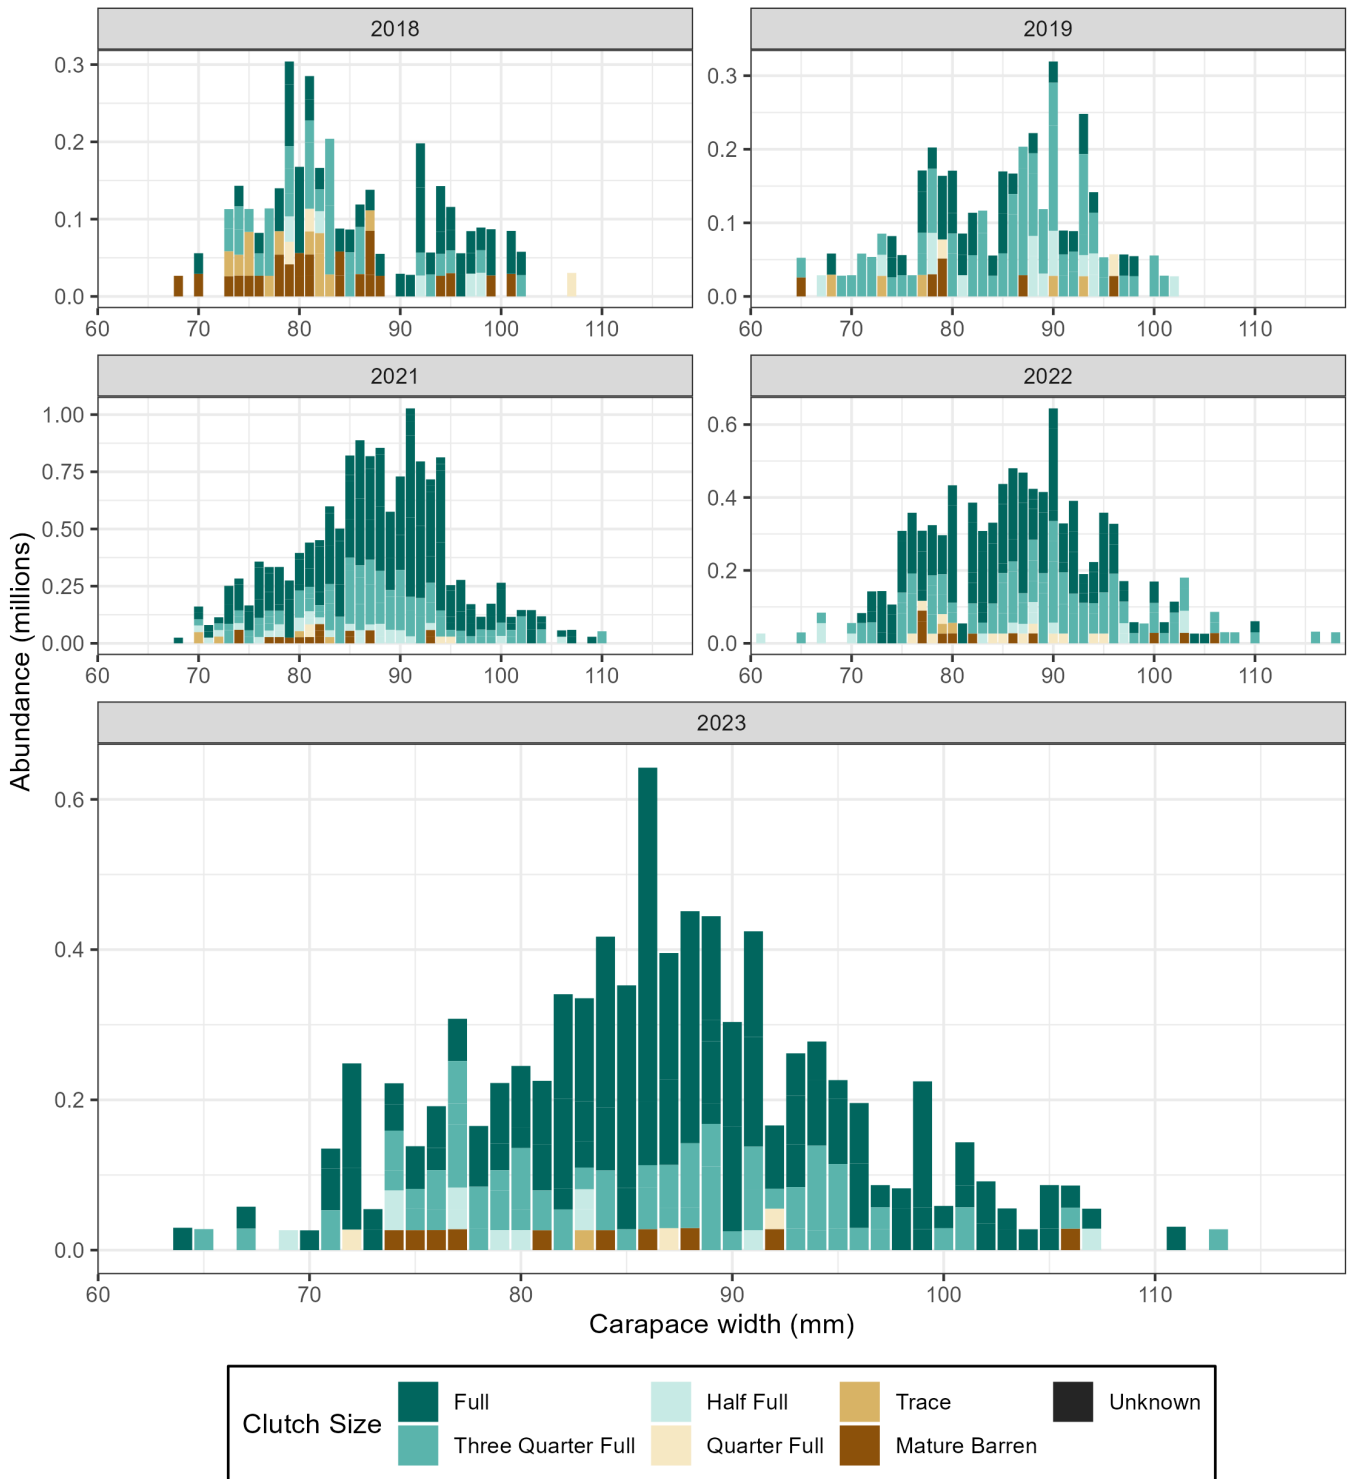 2018
2019
0.3
0.2
0.1
0.0
60 70 80 90 100 110
0.3
0.2
0.1
0.0
60 70 80 90 100 110
2021
2022
1.00
0.75
0.50
0.25
0.00
60 70 80 90 100 110
0.6
0.4
0.2
0.0
60 70 80 90 100 110
Abundance (millions)
2023
0.6
0.4
0.2
0.0
60 70 80 90 100 110
Carapace width (mm)
Clutch Size
Full
Three Quarter Full
Half Full
Quarter Full
Trace
Mature Barren
Unknown